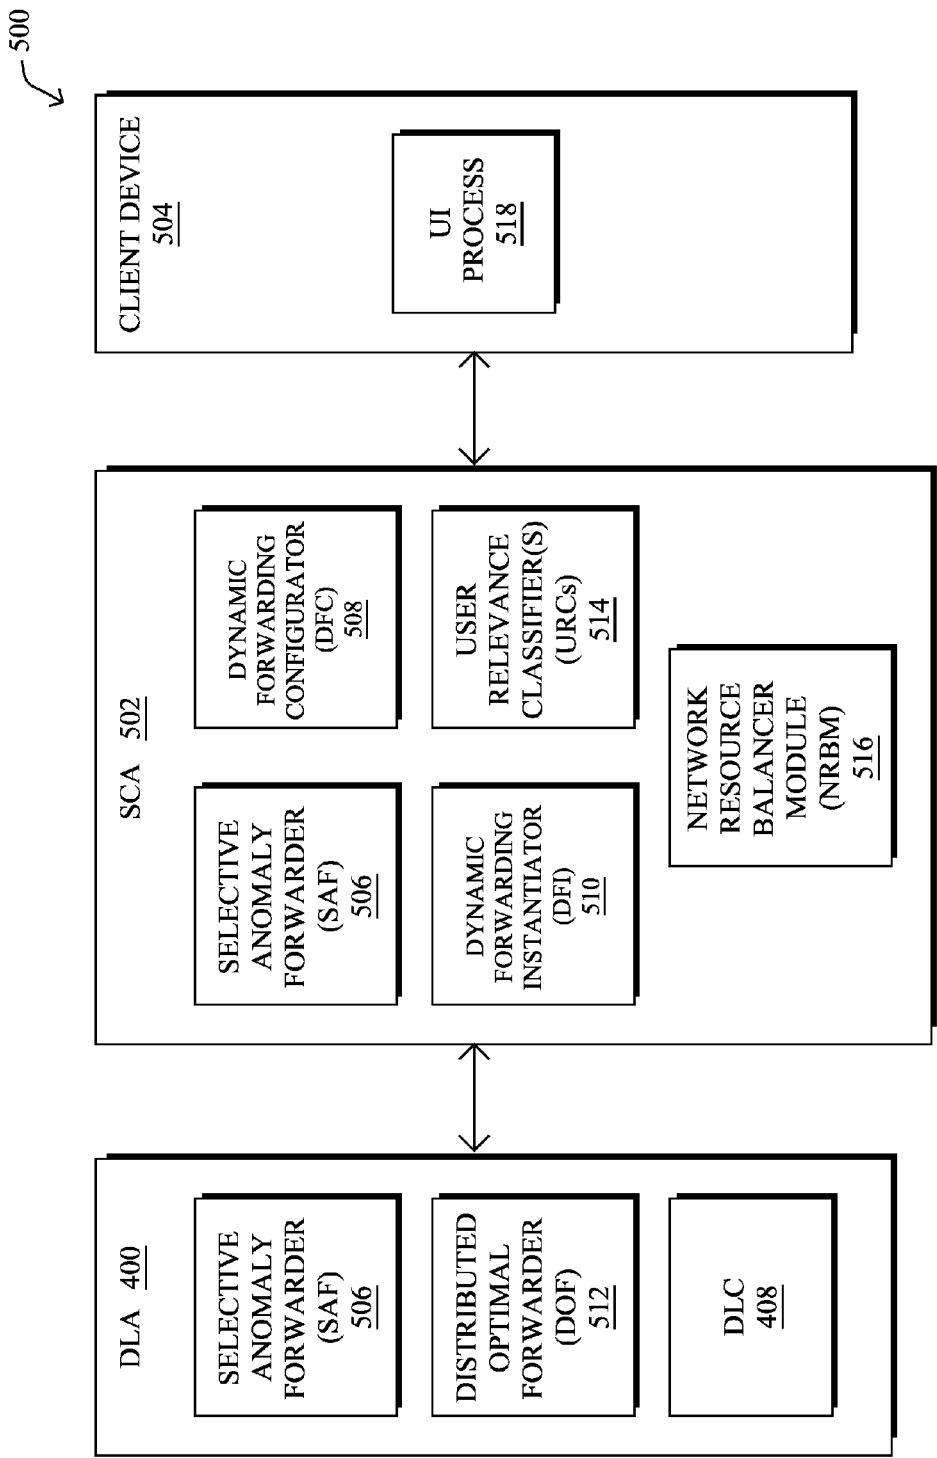 500
DLA 400
SELECTIVE
ANOMALY
FORWARDER
(SAF)
506
DISTRIBUTED
OPTIMAL
FORWARDER
(DOF)
512
DLC
408
SCA 502
SELECTIVE
ANOMALY
FORWARDER
(SAF)
506
DYNAMIC
FORWARDING
CONFIGURATOR
(DFC)
508
DYNAMIC
FORWARDING
INSTANTIATOR
(DFI)
510
USER
RELEVANCE
CLASSIFIER(S)
(URCs)
514
NETWORK
RESOURCE
BALANCER
MODULE
(NRBM)
516
CLIENT DEVICE
504
UI
PROCESS
518